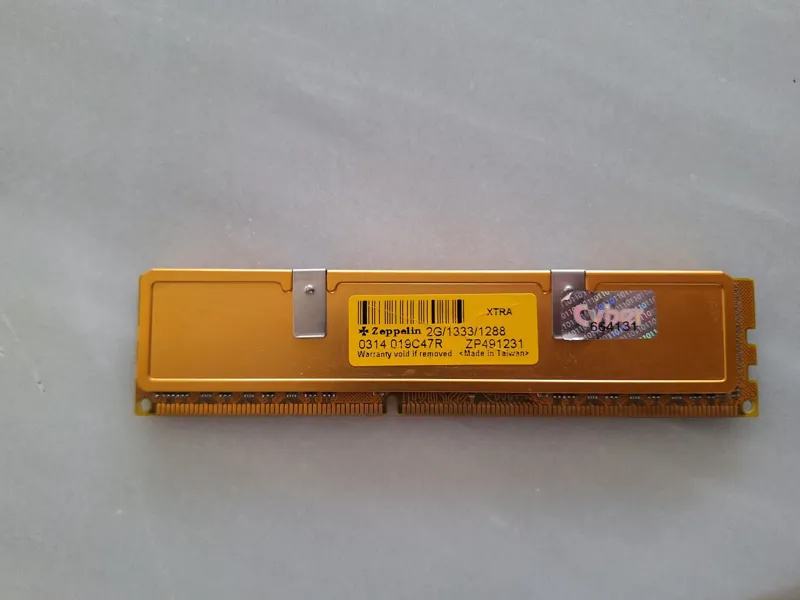 XTRA
Zeppelin 2G/1333/1288
0314 019C47R ZP491231
Warranty void if removed <Made in Taiwan>
Cyber
664131